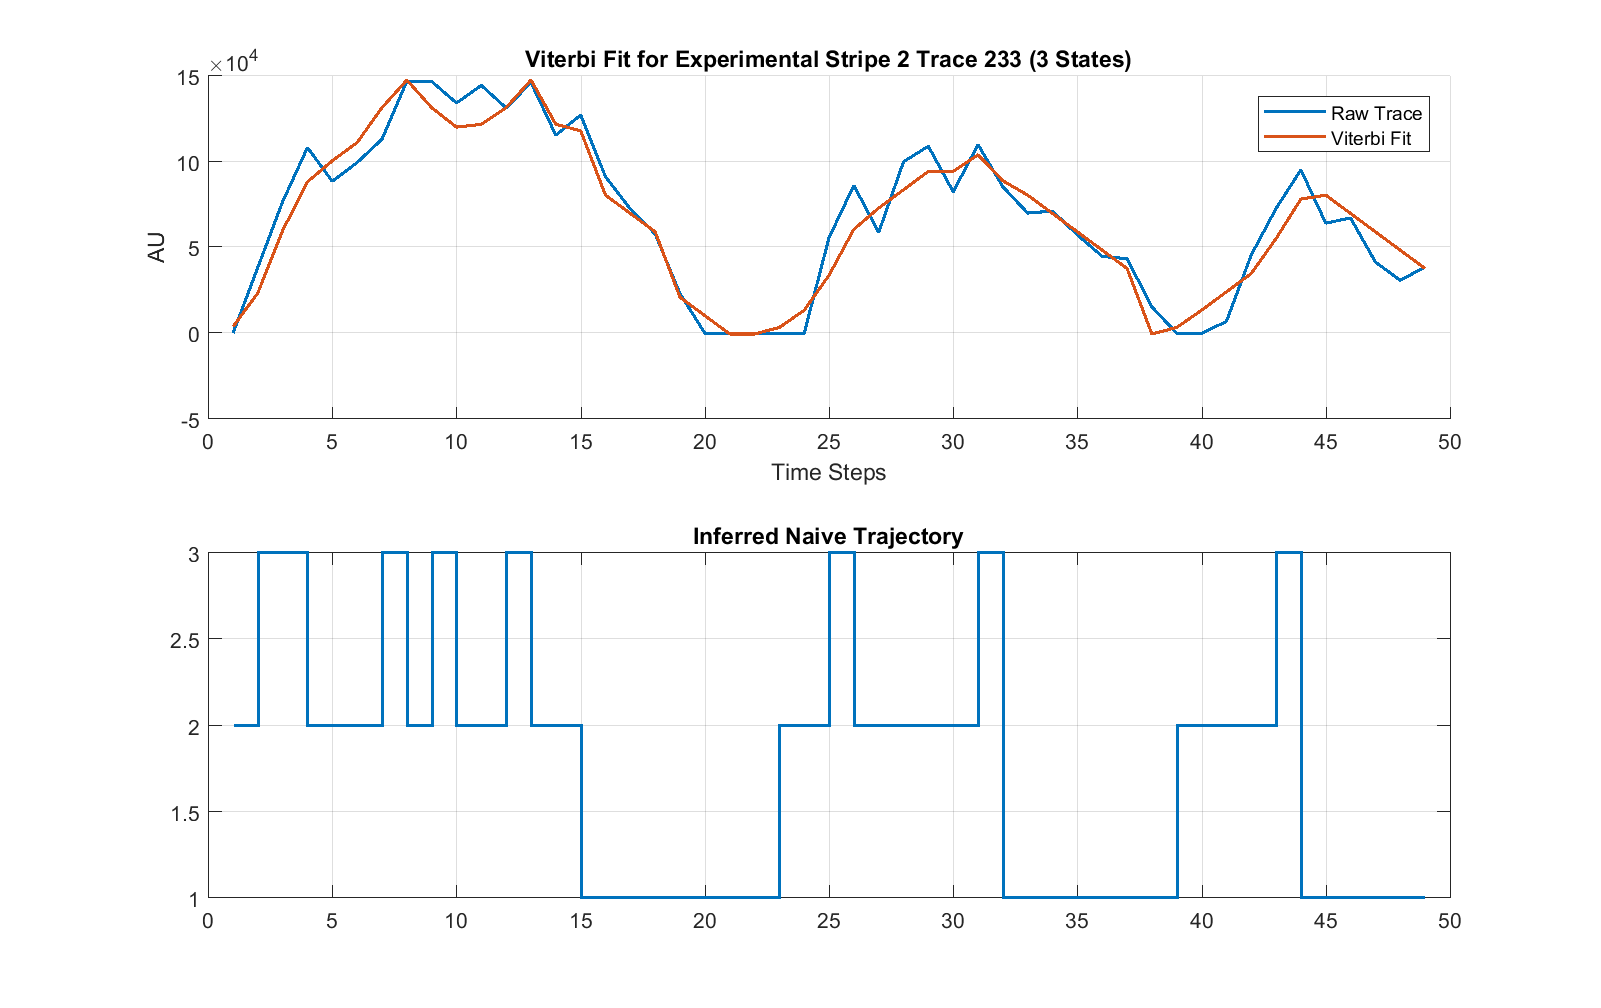 Viterbi Fit for Experimental Stripe 2 Trace 233 (3 States)
×10⁴
15
10
5
0
-5
AU
Raw Trace
Viterbi Fit
0 5 10 15 20 25 30 35 40 45 50
Time Steps
Inferred Naive Trajectory
3
2.5
2
1.5
1
0 5 10 15 20 25 30 35 40 45 50